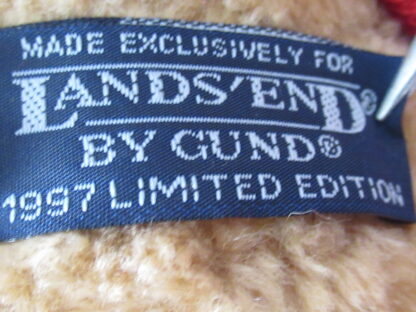 MADE EXCLUSIVELY FOR
LANDS'END®
BY GUND®
1997 LIMITED EDITION